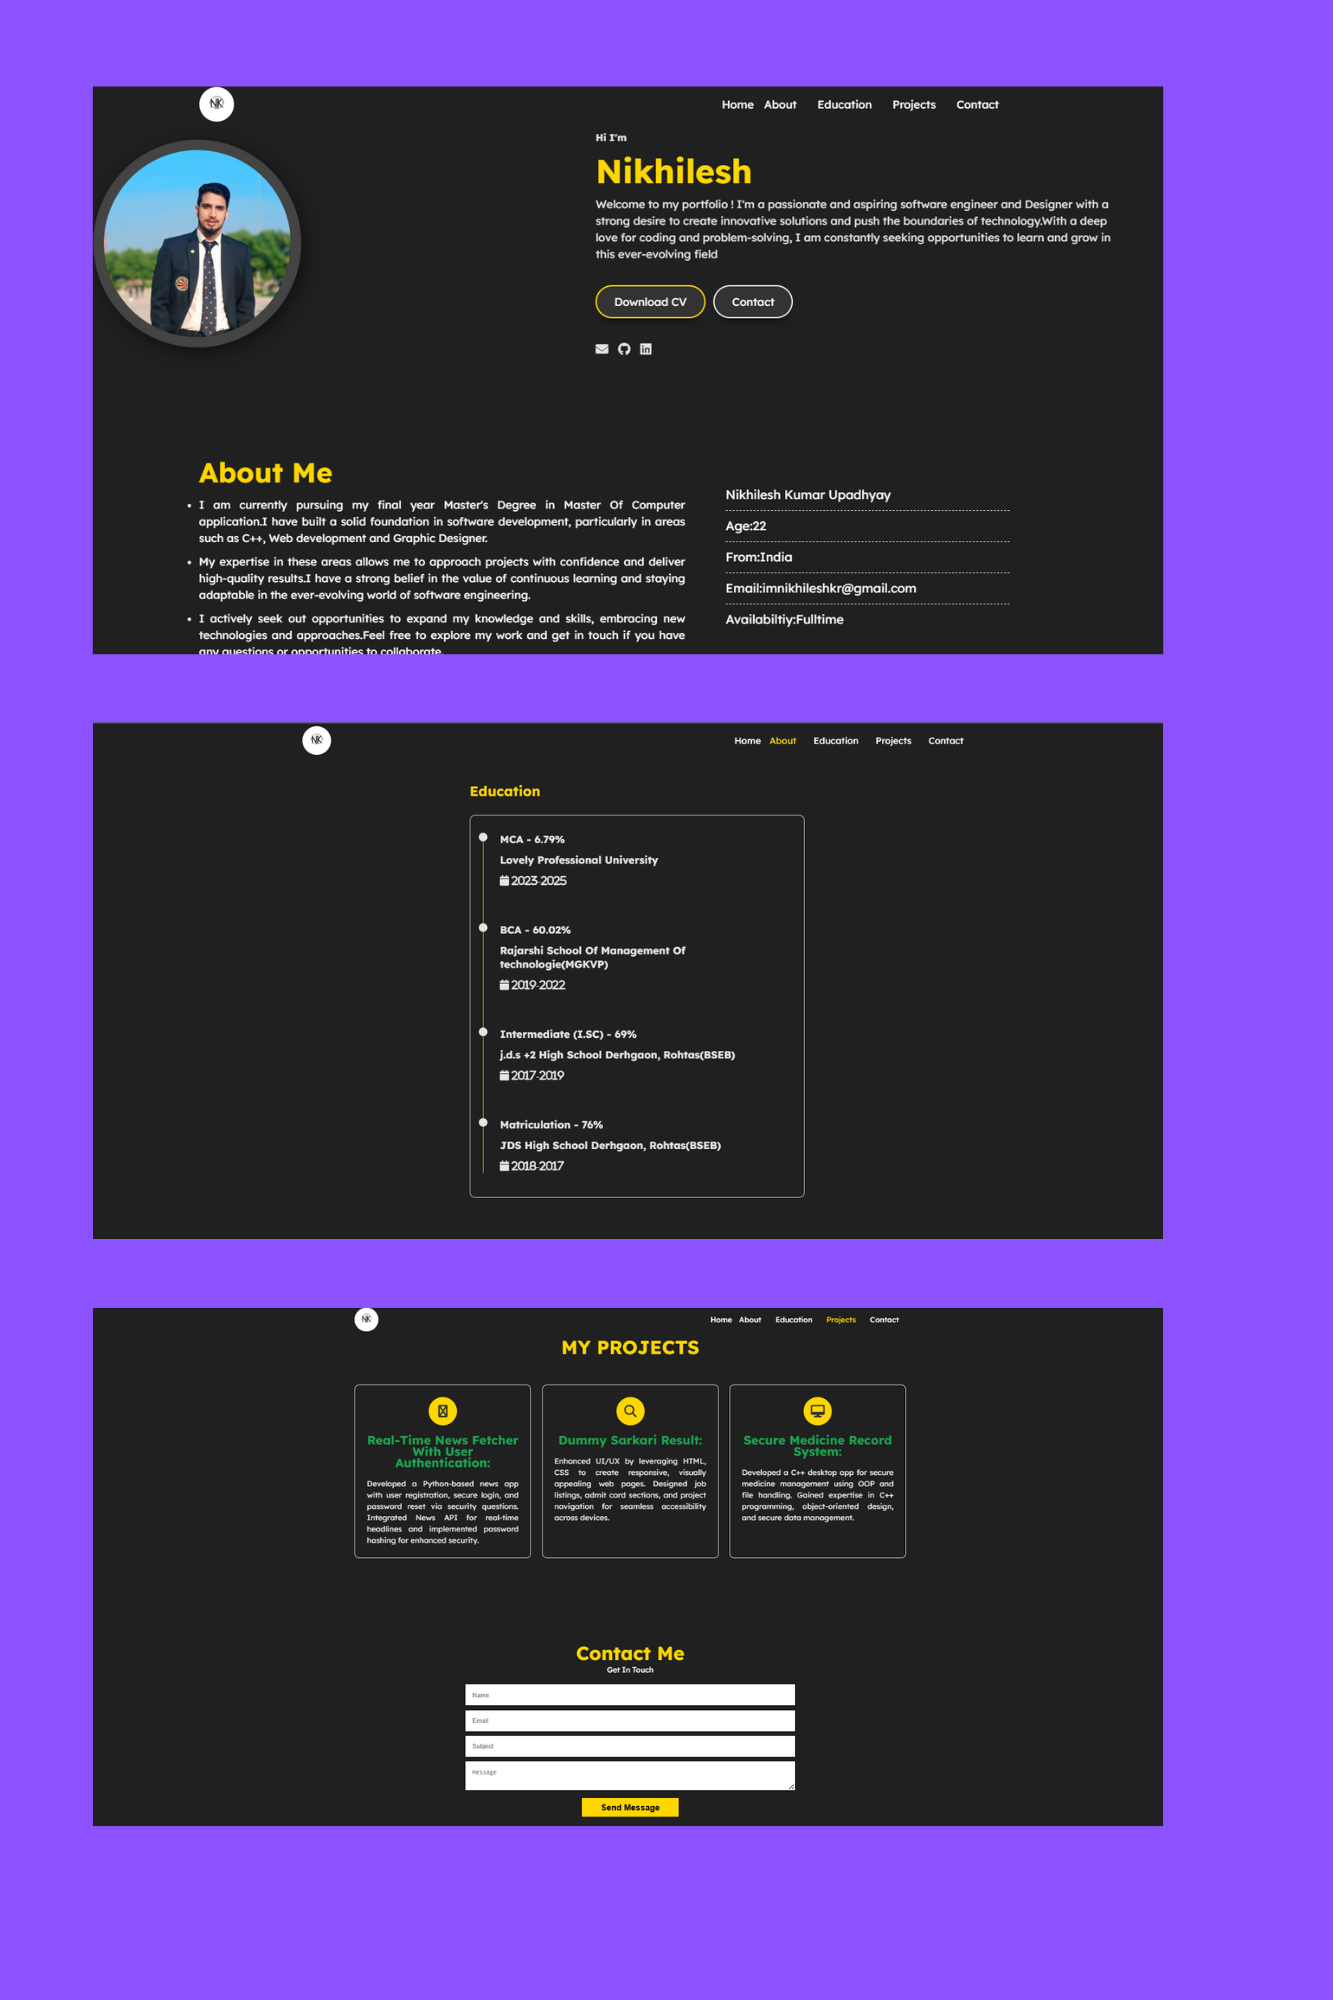 NK
Home About Education Projects Contact
Hi I'm
Nikhilesh
Welcome to my portfolio ! I'm a passionate and aspiring software engineer and Designer with a
strong desire to create innovative solutions and push the boundaries of technology.With a deep
love for coding and problem-solving, I am constantly seeking opportunities to learn and grow in
this ever-evolving field
Download CV Contact
About Me
• I am currently pursuing my final year Master's Degree in Master Of Computer
application.I have built a solid foundation in software development, particularly in areas
such as C++, Web development and Graphic Designer.
• My expertise in these areas allows me to approach projects with confidence and deliver
high-quality results.I have a strong belief in the value of continuous learning and staying
adaptable in the ever-evolving world of software engineering.
• I actively seek out opportunities to expand my knowledge and skills, embracing new
technologies and approaches.Feel free to explore my work and get in touch if you have
any questions or opportunities to collaborate.
Nikhilesh Kumar Upadhyay
Age:22
From:India
Email:imnikhileshkr@gmail.com
Availabiltiy:Fulltime
NK
Home About Education Projects Contact
Education
MCA - 6.79%
Lovely Professional University
2023-2025
BCA - 60.02%
Rajarshi School Of Management Of
technologie(MGKVP)
2019-2022
Intermediate (I.SC) - 69%
j.d.s +2 High School Derhgaon, Rohtas(BSEB)
2017-2019
Matriculation - 76%
JDS High School Derhgaon, Rohtas(BSEB)
2018-2017
NK
Home About Education Projects Contact
MY PROJECTS
Real-Time News Fetcher
With User
Authentication:
Developed a Python-based news app
with user registration, secure login, and
password reset via security questions.
Integrated News API for real-time
headlines and implemented password
hashing for enhanced security.
Dummy Sarkari Result:
Enhanced UI/UX by leveraging HTML,
CSS to create responsive, visually
appealing web pages. Designed job
listings, admit card sections, and project
navigation for seamless accessibility
across devices.
Secure Medicine Record
System:
Developed a C++ desktop app for secure
medicine management using OOP and
file handling. Gained expertise in C++
programming, object-oriented design,
and secure data management.
Contact Me
Get In Touch
Name
Email
Subject
Message
Send Message